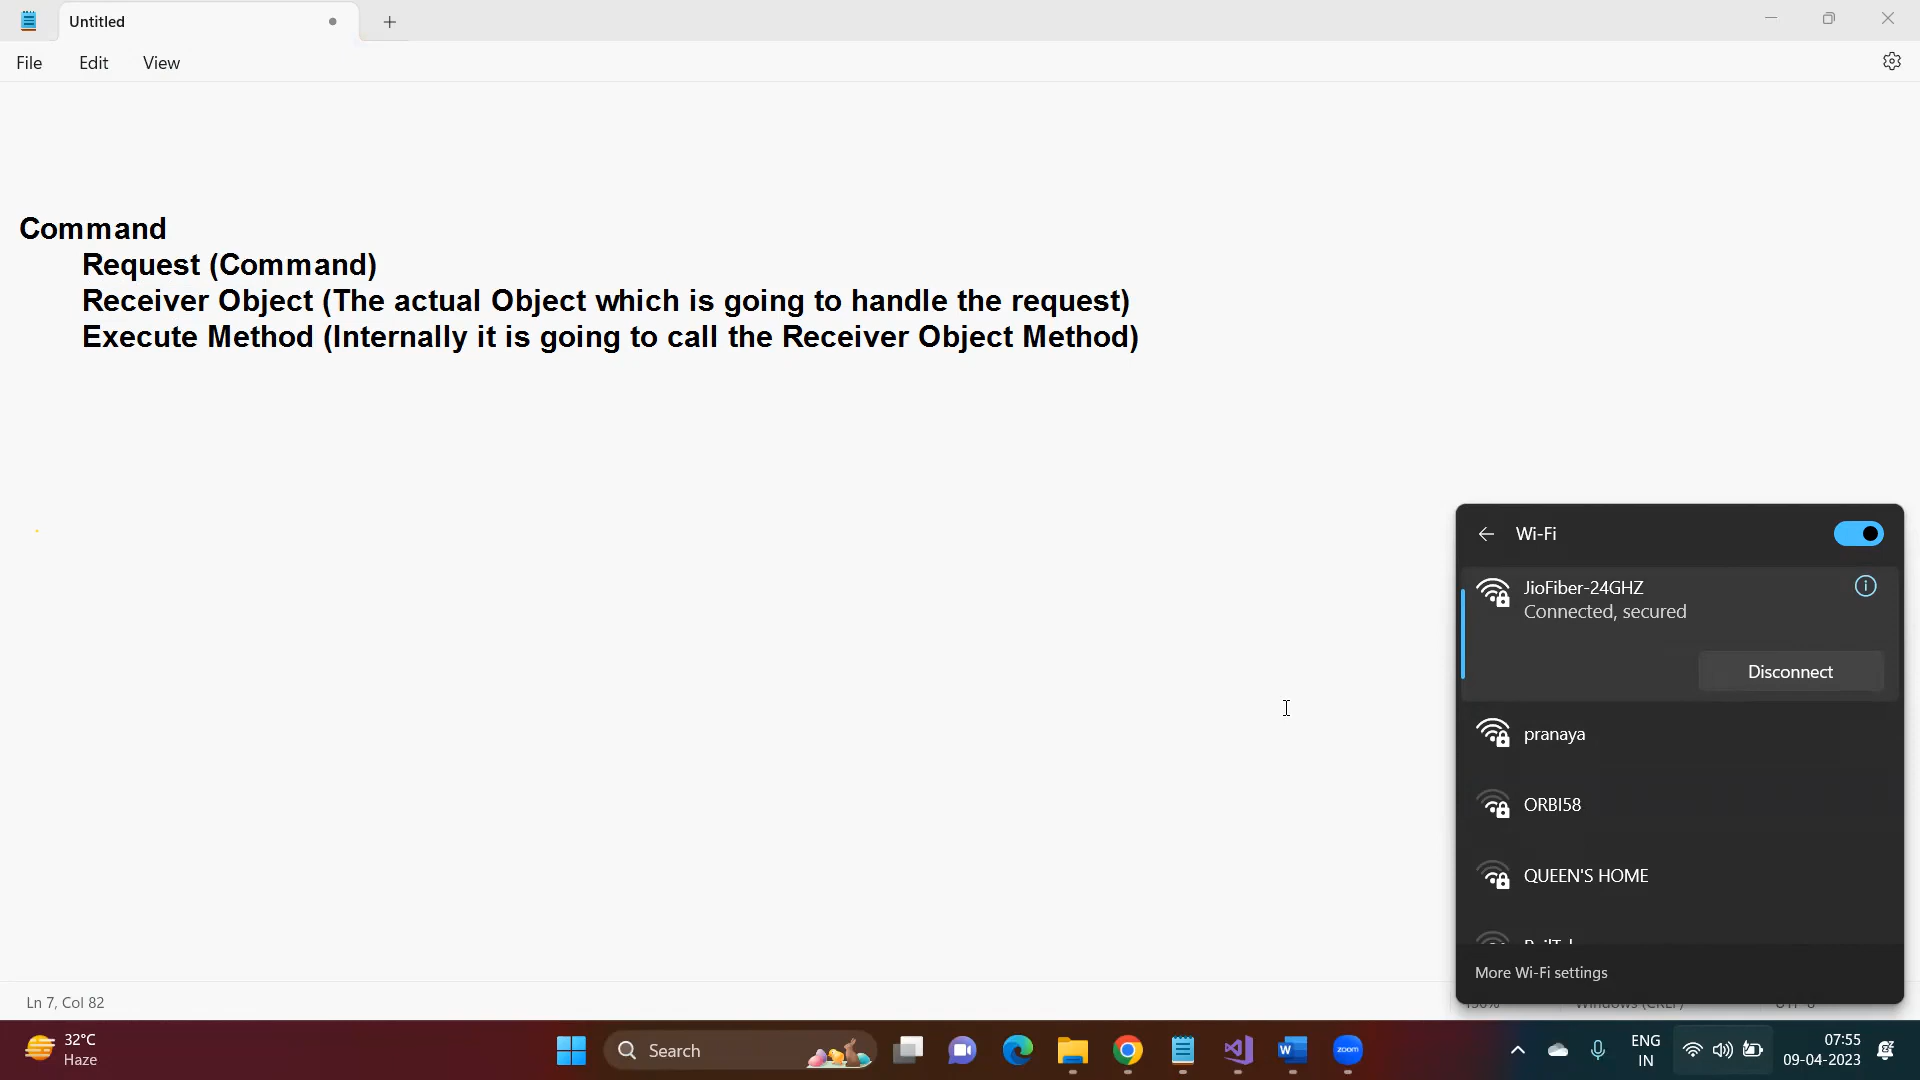 Untitled
File Edit View
Command
Request (Command)
Receiver Object (The actual Object which is going to handle the request)
Execute Method (Internally it is going to call the Receiver Object Method)
Wi-Fi
JioFiber-24GHZ
Connected, secured
Disconnect
pranaya
ORBI58
QUEEN'S HOME
More Wi-Fi settings
Ln 7, Col 82
32°C
Haze
Search
zoom
ENG
IN
07:55
09-04-2023